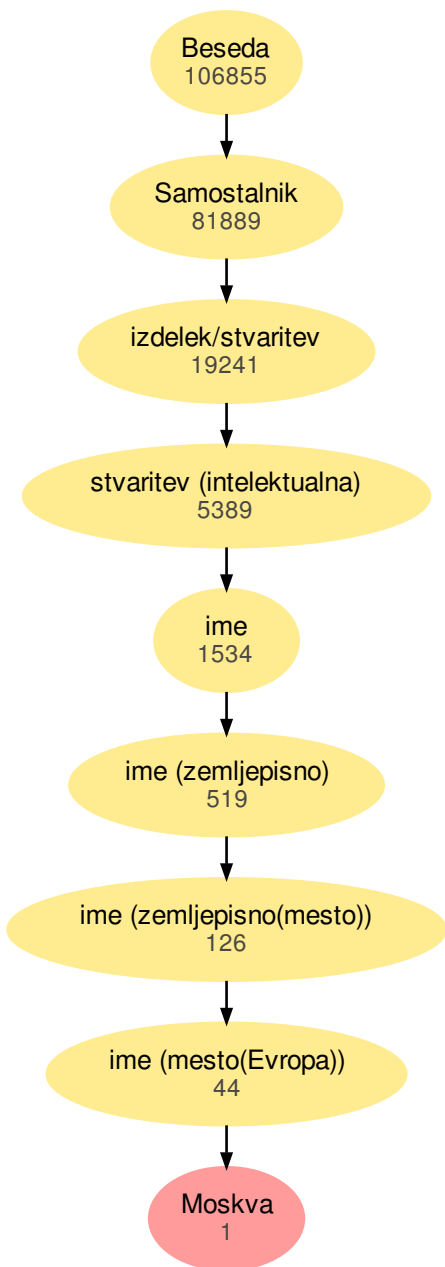 Beseda
106855
Samostalnik
81889
izdelek/stvaritev
19241
stvaritev (intelektualna)
5389
ime
1534
ime (zemljepisno)
519
ime (zemljepisno(mesto))
126
ime (mesto(Evropa))
44
Moskva
1